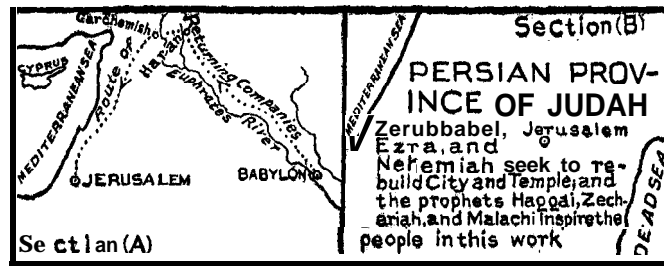 Carchemish
Haran
Route of
Returning Companies
CYPRUS
MEDITERRANEAN SEA
Euphrates River
JERUSALEM
BABYLON
Se ctlan (A)
Section (B)
MEDITERRANEAN SEA
PERSIAN PROV-
INCE OF JUDAH
Zerubbabel, Jerusalem
Ezra, and
Nehemiah seek to re-
build City and Temple; and
the prophets Haggai, Zech-
ariah, and Malachi inspire the
people in this work
DEAD SEA